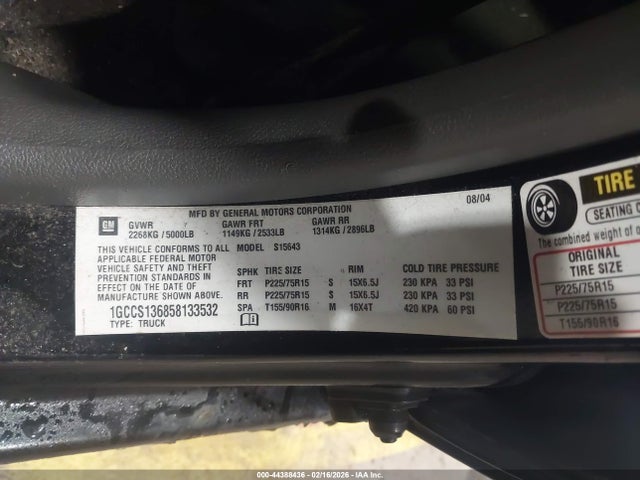 GM
MFD BY GENERAL MOTORS CORPORATION
08/04
GVWR GAWR FRT GAWR RR
2268KG / 5000LB 1149KG / 2533LB 1314KG / 2896LB
THIS VEHICLE CONFORMS TO ALL MODEL S15643
APPLICABLE FEDERAL MOTOR
VEHICLE SAFETY AND THEFT
PREVENTION STANDARDS IN
EFFECT ON THE DATE OF
MANUFACTURE SHOWN ABOVE.
1GCCS136858133532
TYPE: TRUCK
SPHK TIRE SIZE RIM COLD TIRE PRESSURE
FRT P225/75R15 S 15X6.5J 230 KPA 33 PSI
RR P225/75R15 S 15X6.5J 230 KPA 33 PSI
SPA T155/90R16 M 16X4T 420 KPA 60 PSI
TIRE
SEATING
The combined weight of
ORIGINAL
TIRE SIZE
P225/75R15
P225/75R15
T155/90R16
000-44388436 - 02/16/2026 - IAA Inc.